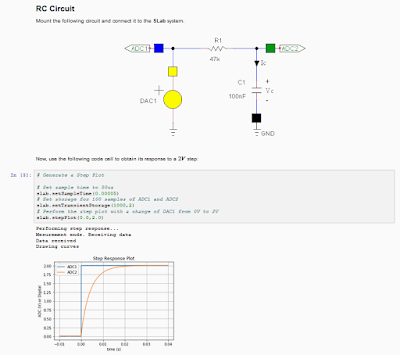 RC Circuit
Mount the following circuit and connect it to the SLab system.
ADC1
R1
ADC2
47k
Ic
C1
+
Vc
100nF
-
DAC1
GND
Now, use the following code cell to obtain its response to a 2V step:
# Generate a Step Plot
# Set sample time to 50us
slab.setSampleTime(0.00005)
# Set storage for 100 samples of ADC1 and ADC2
slab.setTransientStorage(1000,2)
# Perform the step plot with a change of DAC1 from 0V to 2V
slab.stepPlot(0.0,2.0)
Performing step response...
Measurement ends. Receiving data
Data received
Drawing curves
Step Response Plot
ADC1
ADC2
2.00
1.75
1.50
1.25
1.00
0.75
0.50
0.25
0.00
−0.01
0.00
0.01
0.02
0.03
0.04
time (s)